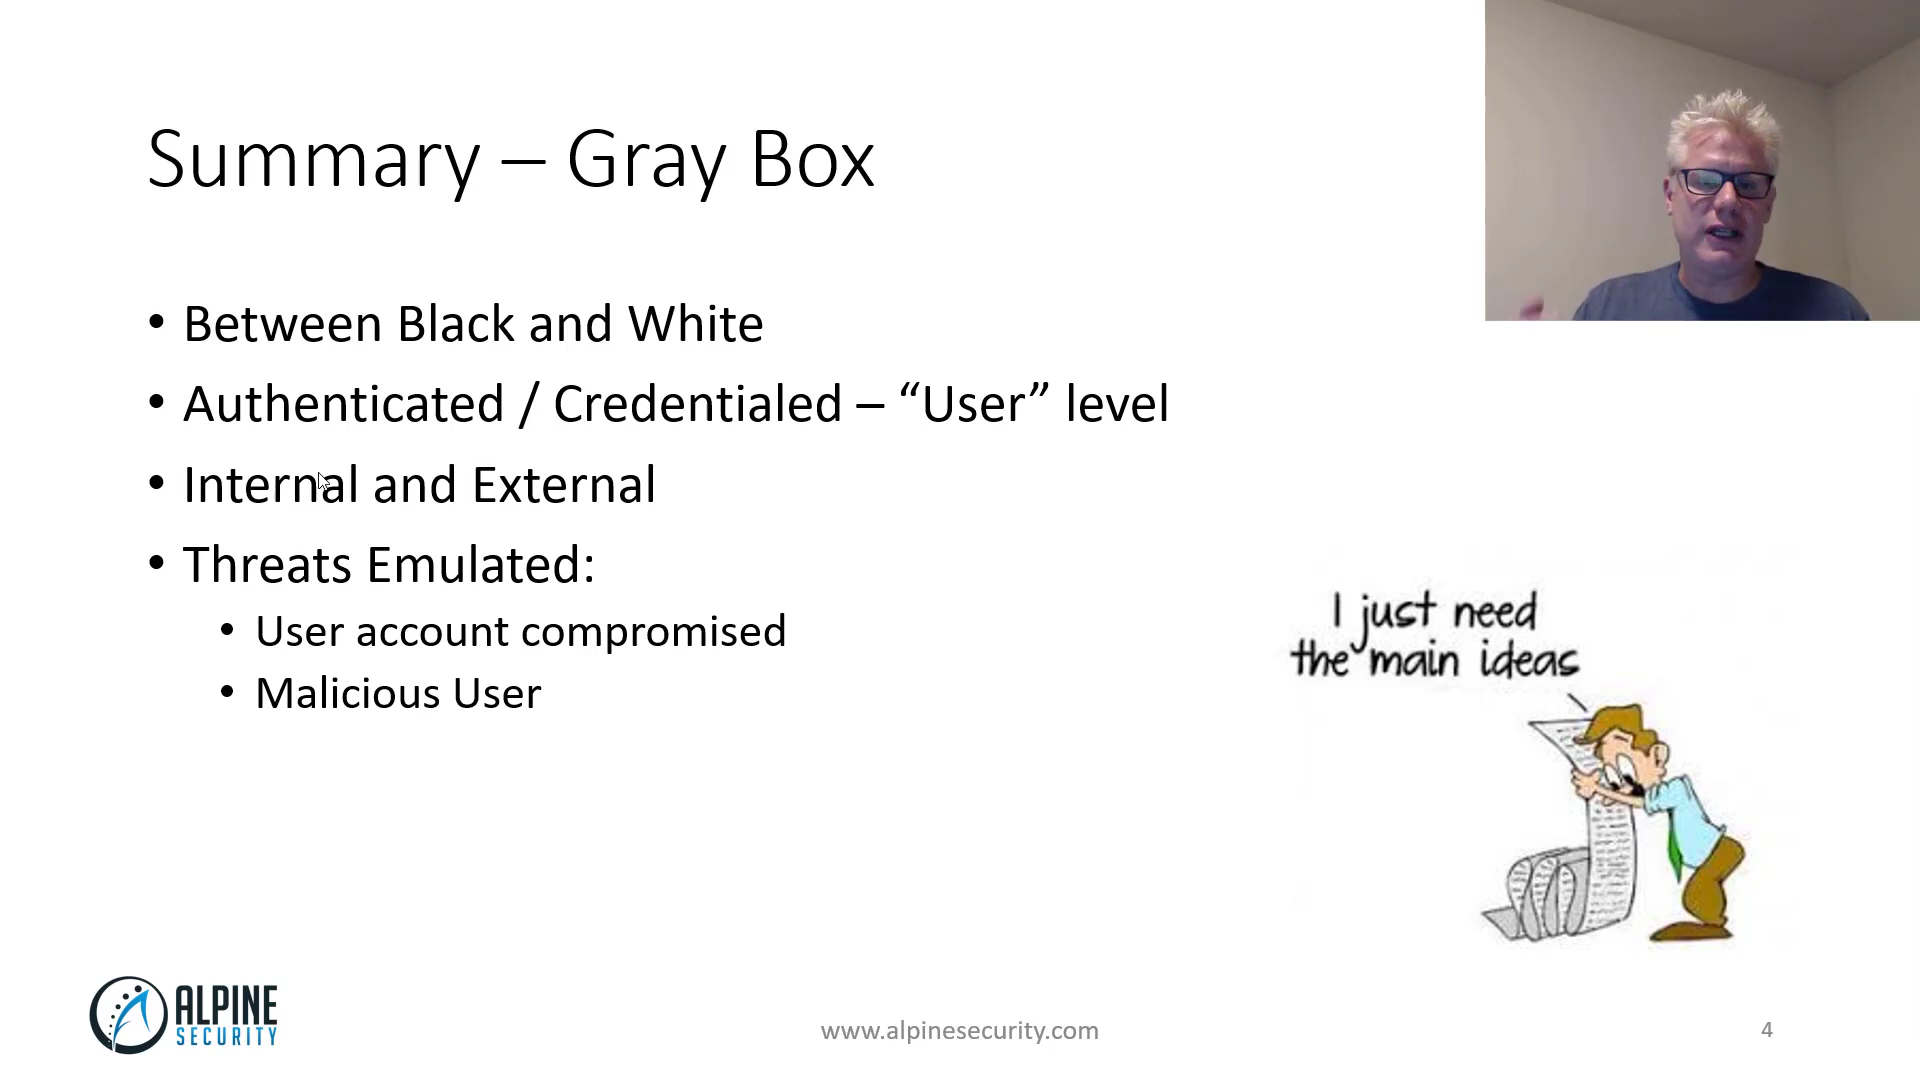 Summary – Gray Box
• Between Black and White
• Authenticated / Credentialed – “User” level
• Internal and External
• Threats Emulated:
• User account compromised
• Malicious User
I just need
the main ideas
ALPINE
SECURITY
www.alpinesecurity.com
4